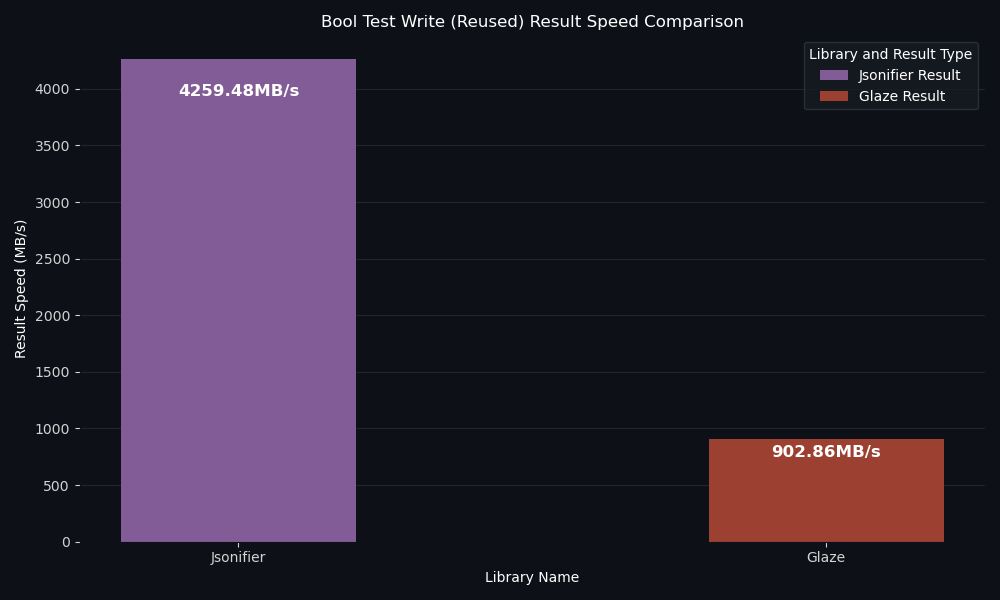 Bool Test Write (Reused) Result Speed Comparison
Library and Result Type
Jsonifier Result
Glaze Result
4259.48MB/s
902.86MB/s
Result Speed (MB/s)
4000
3500
3000
2500
2000
1500
1000
500
0
Jsonifier
Glaze
Library Name